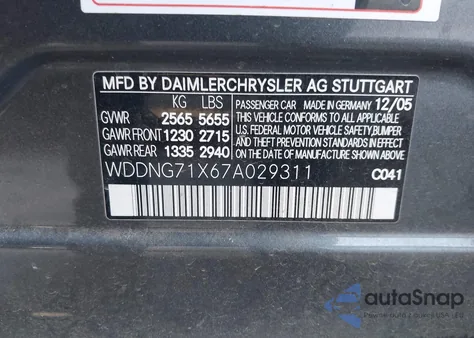 MFD BY DAIMLERCHRYSLER AG STUTTGART
KG LBS PASSENGER CAR MADE IN GERMANY 12/05
GVWR 2565 5655 THIS VEHICLE CONFORMS TO ALL APPLICABLE
GAWR FRONT 1230 2715 U.S. FEDERAL MOTOR VEHICLE SAFETY,BUMPER
GAWR REAR 1335 2940 AND THEFT PREVENTION STANDARDS IN EFFECT ON THE DATE OF MANUFACTURE SHOWN ABOVE.
WDDNG71X67A029311 C041
autoSnap